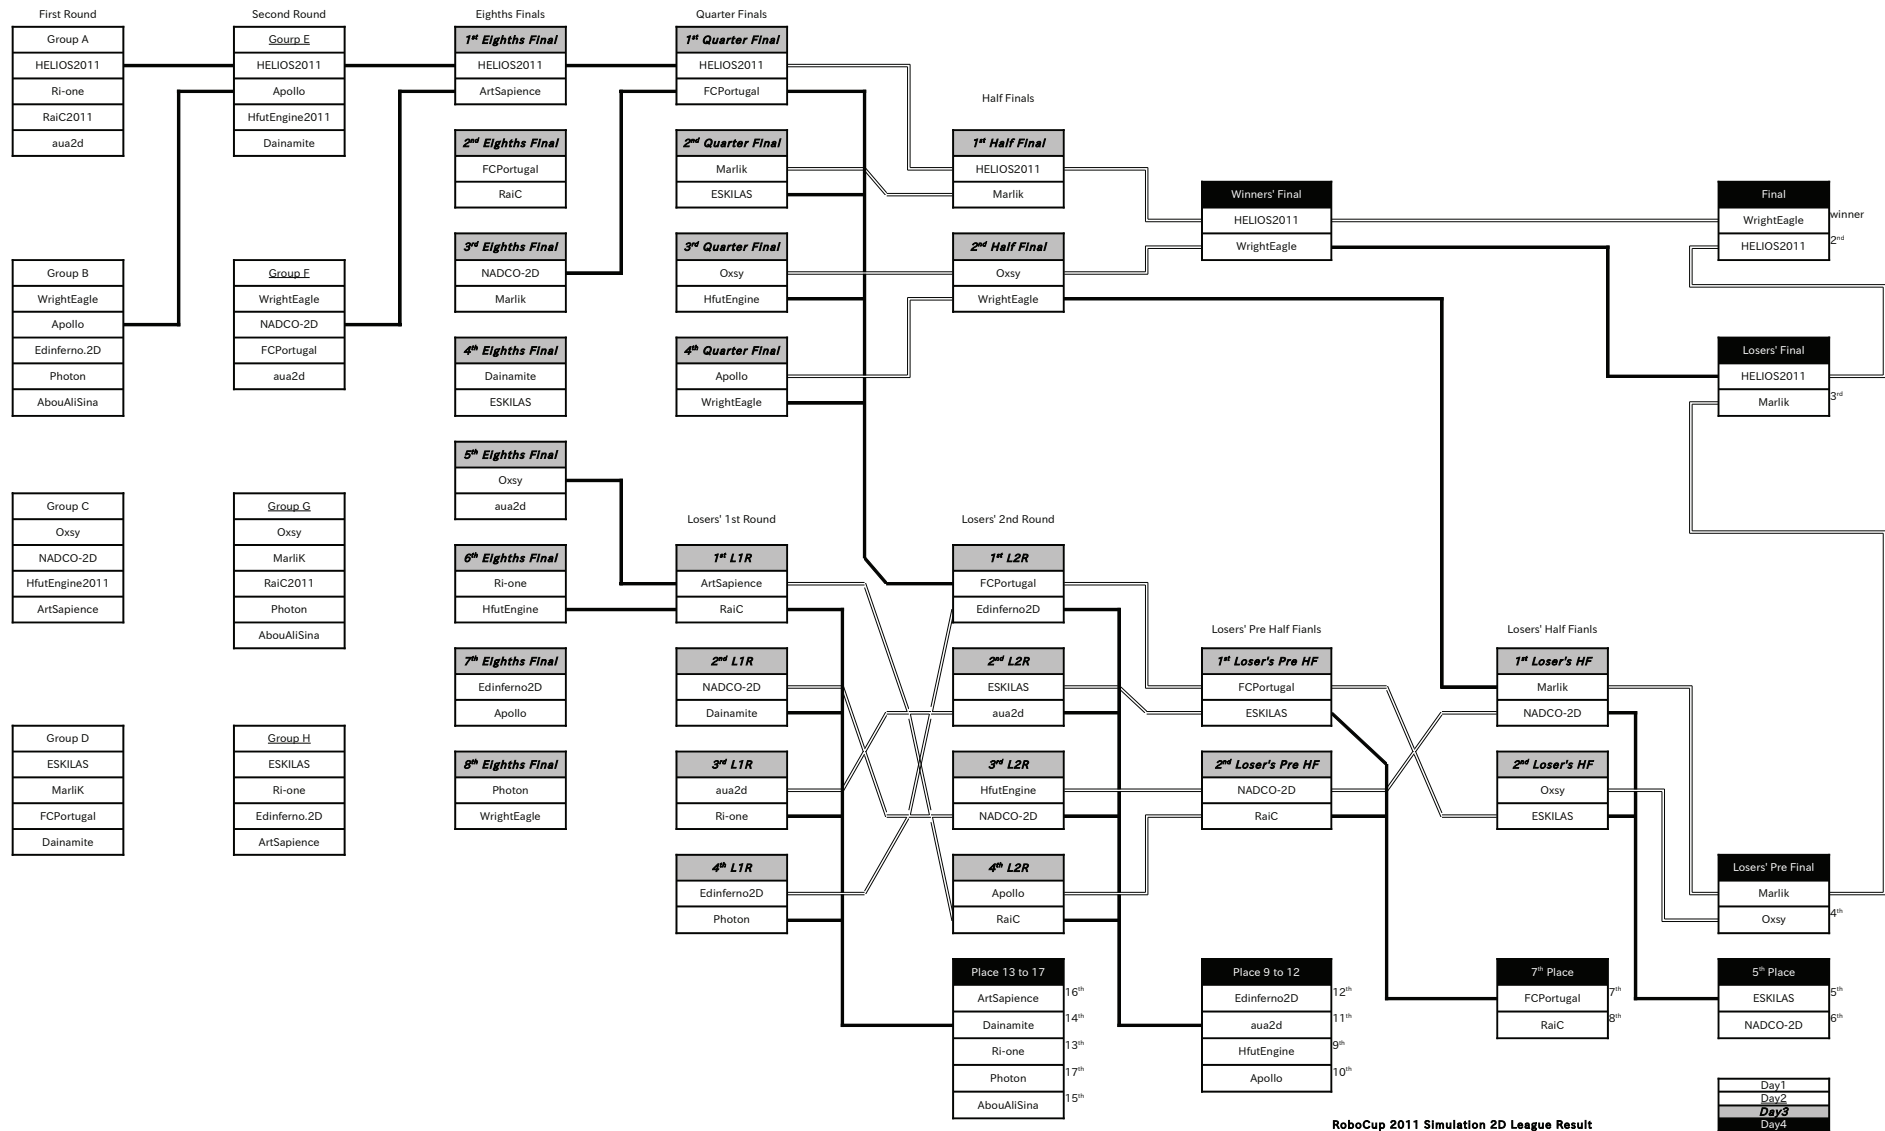 First Round
Group A
HELIOS2011
Ri-one
RaiC2011
aua2d
Group B
WrightEagle
Apollo
Edinferno.2D
Photon
AbouAliSina
Group C
Oxsy
NADCO-2D
HfutEngine2011
ArtSapience
Group D
ESKILAS
MarliK
FCPortugal
Dainamite
Second Round
Gourp E
HELIOS2011
Apollo
HfutEngine2011
Dainamite
Group F
WrightEagle
NADCO-2D
FCPortugal
aua2d
Group G
Oxsy
MarliK
RaiC2011
Photon
AbouAliSina
Group H
ESKILAS
Ri-one
Edinferno.2D
ArtSapience
Eighths Finals
1st Eighths Final
HELIOS2011
ArtSapience
2nd Eighths Final
FCPortugal
RaiC
3rd Eighths Final
NADCO-2D
Marlik
4th Eighths Final
Dainamite
ESKILAS
5th Eighths Final
Oxsy
aua2d
6th Eighths Final
Ri-one
HfutEngine
7th Eighths Final
Edinferno2D
Apollo
8th Eighths Final
Photon
WrightEagle
Quarter Finals
1st Quarter Final
HELIOS2011
FCPortugal
2nd Quarter Final
Marlik
ESKILAS
3rd Quarter Final
Oxsy
HfutEngine
4th Quarter Final
Apollo
WrightEagle
Losers' 1st Round
1st L1R
ArtSapience
RaiC
2nd L1R
NADCO-2D
Dainamite
3rd L1R
aua2d
Ri-one
4th L1R
Edinferno2D
Photon
Half Finals
1st Half Final
HELIOS2011
Marlik
2nd Half Final
Oxsy
WrightEagle
Losers' 2nd Round
1st L2R
FCPortugal
Edinferno2D
2nd L2R
ESKILAS
aua2d
3rd L2R
HfutEngine
NADCO-2D
4th L2R
Apollo
RaiC
Place 13 to 17
ArtSapience 16th
Dainamite 14th
Ri-one 13th
Photon 17th
AbouAliSina 15th
Winners' Final
HELIOS2011
WrightEagle
Losers' Pre Half Fianls
1st Loser's Pre HF
FCPortugal
ESKILAS
2nd Loser's Pre HF
NADCO-2D
RaiC
Place 9 to 12
Edinferno2D 12th
aua2d 11th
HfutEngine 9th
Apollo 10th
Losers' Half Fianls
1st Loser's HF
Marlik
NADCO-2D
2nd Loser's HF
Oxsy
ESKILAS
7th Place
FCPortugal 7th
RaiC 8th
Final
WrightEagle winner
HELIOS2011 2nd
Losers' Final
HELIOS2011
Marlik 3rd
Losers' Pre Final
Marlik
Oxsy 4th
5th Place
ESKILAS 5th
NADCO-2D 6th
Day1
Day2
Day3
Day4
RoboCup 2011 Simulation 2D League Result